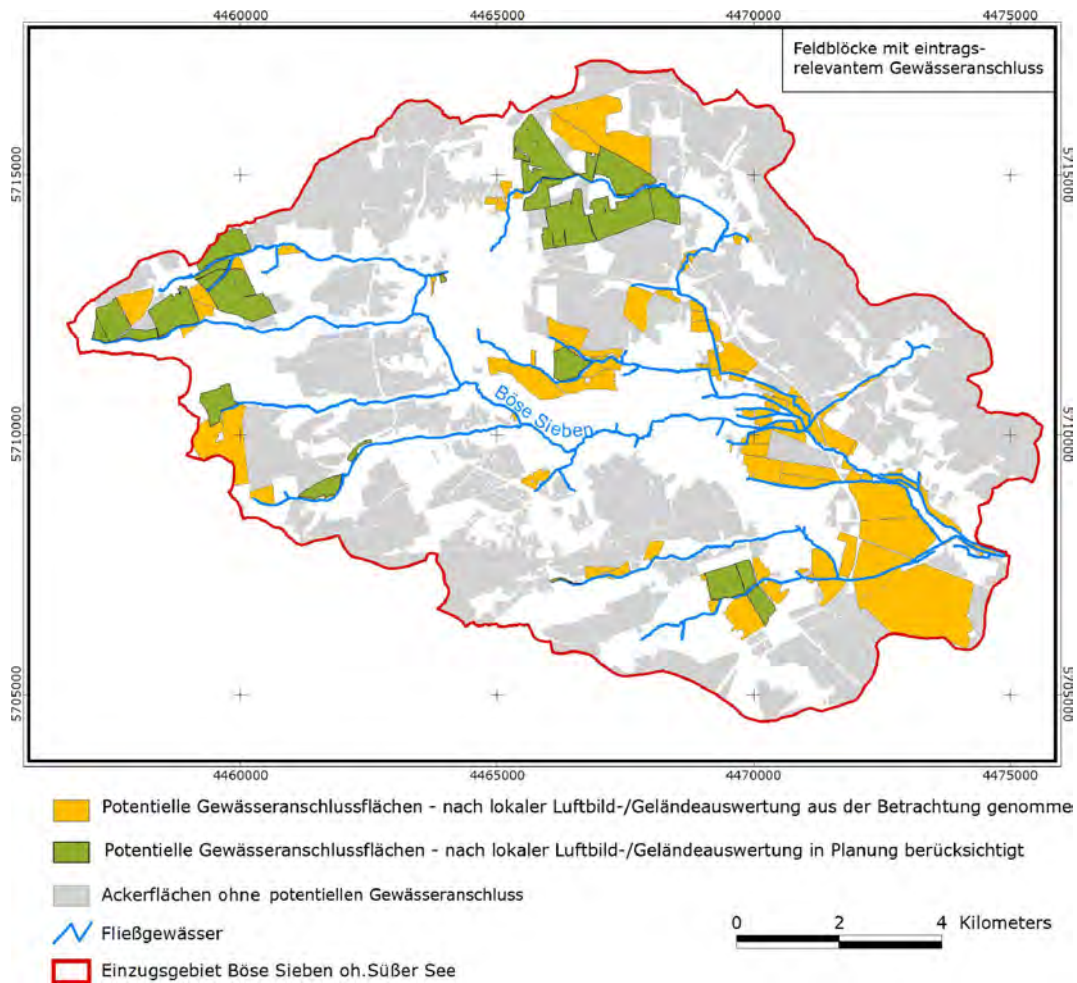 4460000 4465000 4470000 4475000
Feldblöcke mit eintrags-
relevantem Gewässeranschluss
5715000 5715000
5710000 5710000
Böse Sieben
5705000 5705000
4460000 4465000 4470000 4475000
Potentielle Gewässeranschlussflächen - nach lokaler Luftbild-/Geländeauswertung aus der Betrachtung genomme
Potentielle Gewässeranschlussflächen - nach lokaler Luftbild-/Geländeauswertung in Planung berücksichtigt
Ackerflächen ohne potentiellen Gewässeranschluss
0 2 4 Kilometers
Fließgewässer
Einzugsgebiet Böse Sieben oh.Süßer See